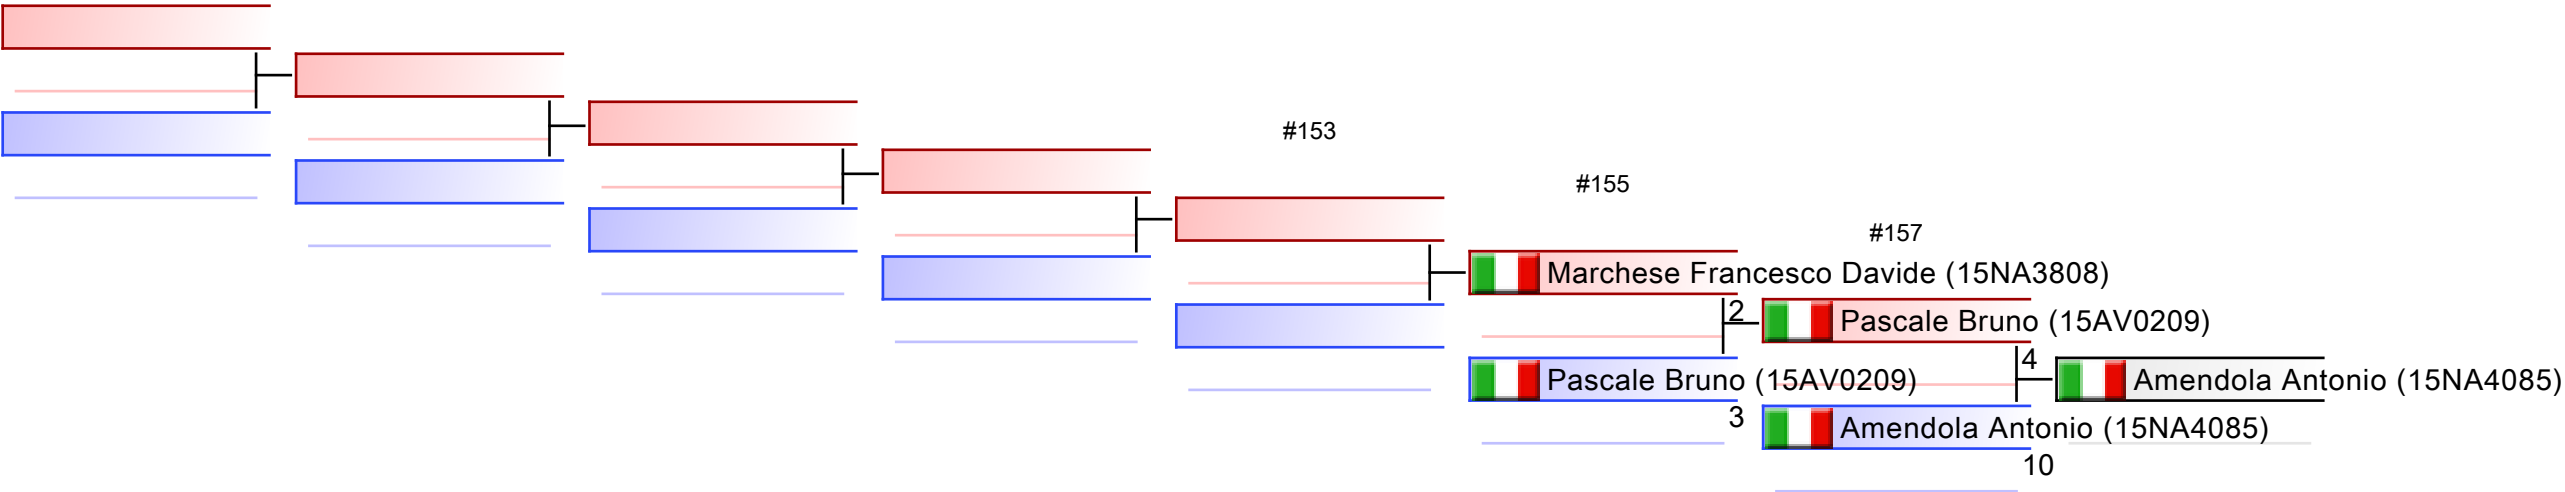 #153
#155
#157
Marchese Francesco Davide (15NA3808)
2
Pascale Bruno (15AV0209)
4
Pascale Bruno (15AV0209)
Amendola Antonio (15NA4085)
3
Amendola Antonio (15NA4085)
10